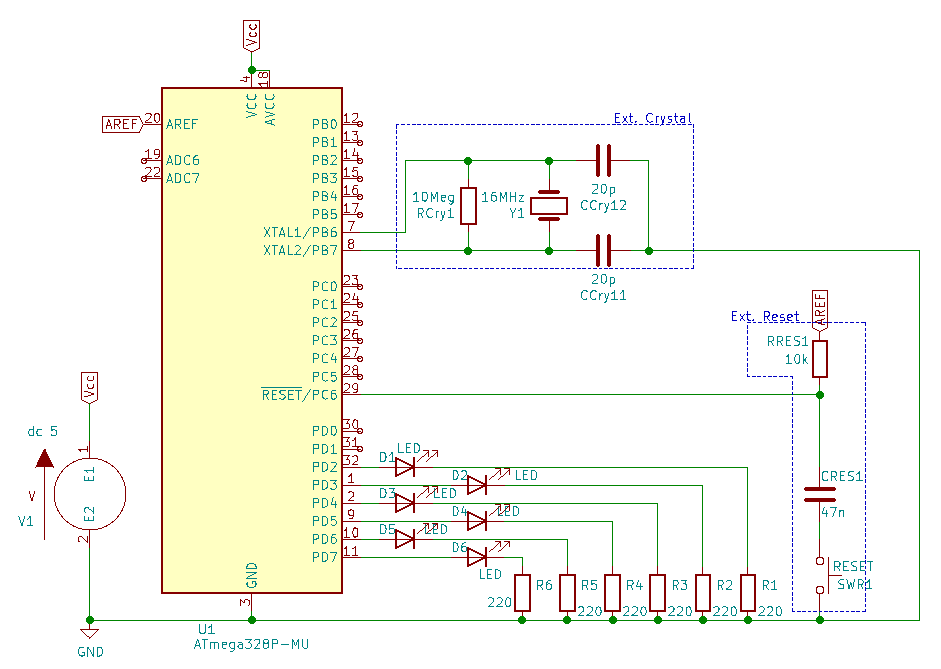 Vcc
4
18
VCC
AVCC
AREF
20
AREF
19
ADC6
22
ADC7
PB0
12
PB1
13
PB2
14
PB3
15
PB4
16
PB5
17
XTAL1/PB6
7
XTAL2/PB7
8
Ext. Crystal
10Meg
RCry1
16MHz
Y1
20p
CCry12
20p
CCry11
PC0
23
PC1
24
PC2
25
PC3
26
PC4
27
PC5
28
RESET/PC6
29
Ext. Reset
AREF
RRES1
10k
CRES1
47n
RESET
SWR1
PD0
30
PD1
31
PD2
32
PD3
1
PD4
2
PD5
9
PD6
10
PD7
11
D1
LED
D2
LED
D3
LED
D4
LED
D5
LED
D6
LED
R6
220
R5
220
R4
220
R3
220
R2
220
R1
220
Vcc
dc 5
1
E1
V
V1
E2
2
GND
GND
3
U1
ATmega328P-MU